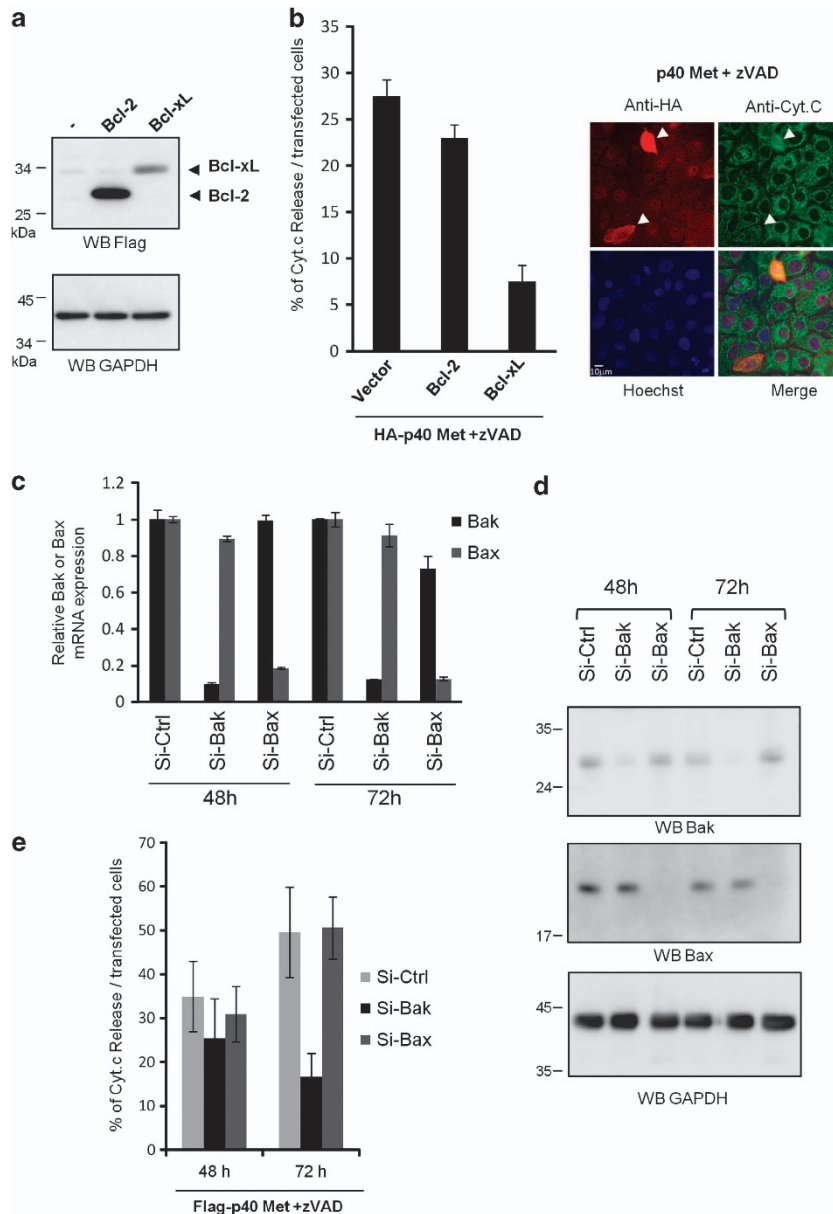 a
- Bcl-2 Bcl-xL
34
25
kDa
Bcl-xL
Bcl-2
WB Flag
45
34
kDa
WB GAPDH
b
% of Cyt.c Release / transfected cells
35
30
25
20
15
10
5
0
Vector Bcl-2 Bcl-xL
HA-p40 Met +zVAD
p40 Met + zVAD
Anti-HA Anti-Cyt.C
10µm
Hoechst Merge
c
Relative Bak or Bax
mRNA expression
1.2
1
0.8
0.6
0.4
0.2
0
Bak
Bax
Si-Ctrl Si-Bak Si-Bax Si-Ctrl Si-Bak Si-Bax
48h 72h
d
48h 72h
Si-Ctrl Si-Bak Si-Bax Si-Ctrl Si-Bak Si-Bax
35
24
WB Bak
17
WB Bax
45
35
WB GAPDH
e
% of Cyt.c Release / transfected cells
70
60
50
40
30
20
10
0
Si-Ctrl
Si-Bak
Si-Bax
48 h 72 h
Flag-p40 Met +zVAD